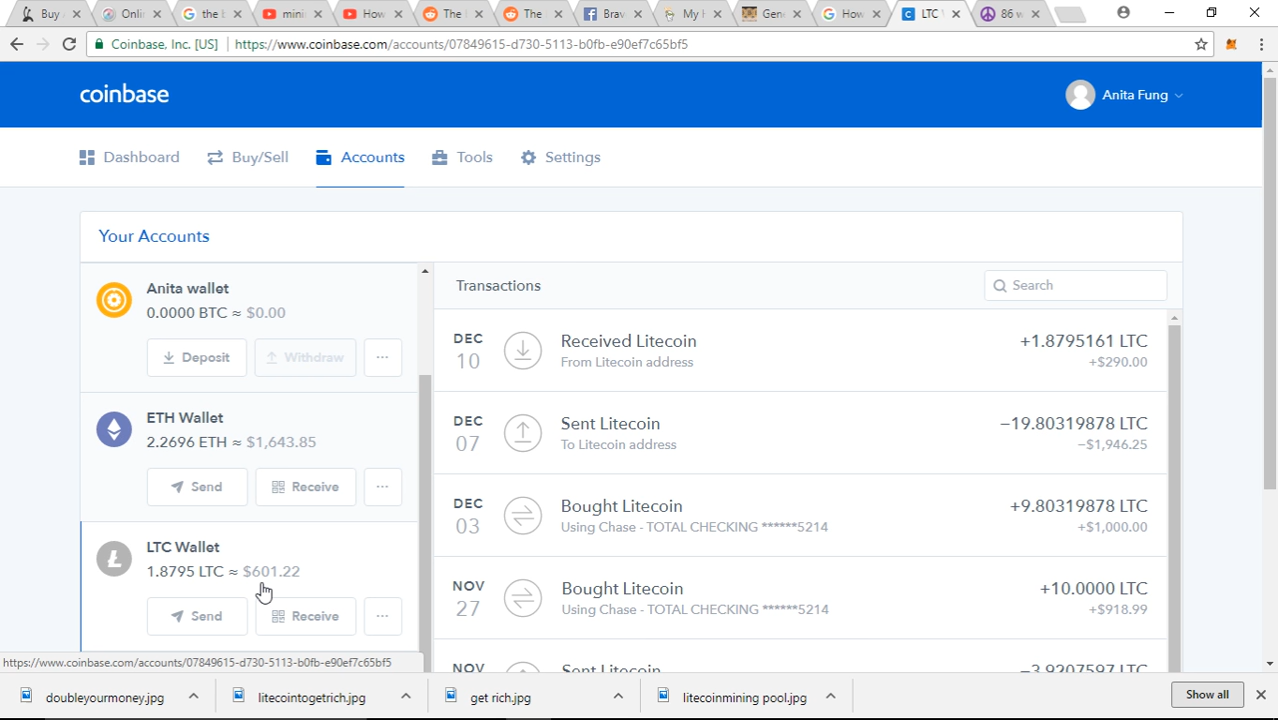 Buy
Onli
the b
mini
How
The
The
Brav
My H
Gene
How
LTC
86 w
Coinbase, Inc. [US] https://www.coinbase.com/accounts/07849615-d730-5113-b0fb-e90ef7c65bf5
coinbase
Anita Fung
Dashboard Buy/Sell Accounts Tools Settings
Your Accounts
Anita wallet
0.0000 BTC ≈ $0.00
Deposit Withdraw ...
ETH Wallet
2.2696 ETH ≈ $1,643.85
Send Receive ...
LTC Wallet
1.8795 LTC ≈ $601.22
Send Receive ...
Transactions Search
DEC 10 Received Litecoin +1.8795161 LTC
From Litecoin address +$290.00
DEC 07 Sent Litecoin −19.80319878 LTC
To Litecoin address −$1,946.25
DEC 03 Bought Litecoin +9.80319878 LTC
Using Chase - TOTAL CHECKING ******5214 +$1,000.00
NOV 27 Bought Litecoin +10.0000 LTC
Using Chase - TOTAL CHECKING ******5214 +$918.99
NOV Sent Litecoin −3.9207597 LTC
https://www.coinbase.com/accounts/07849615-d730-5113-b0fb-e90ef7c65bf5
doubleyourmoney.jpg litecointogetrich.jpg get rich.jpg litecoinmining pool.jpg Show all